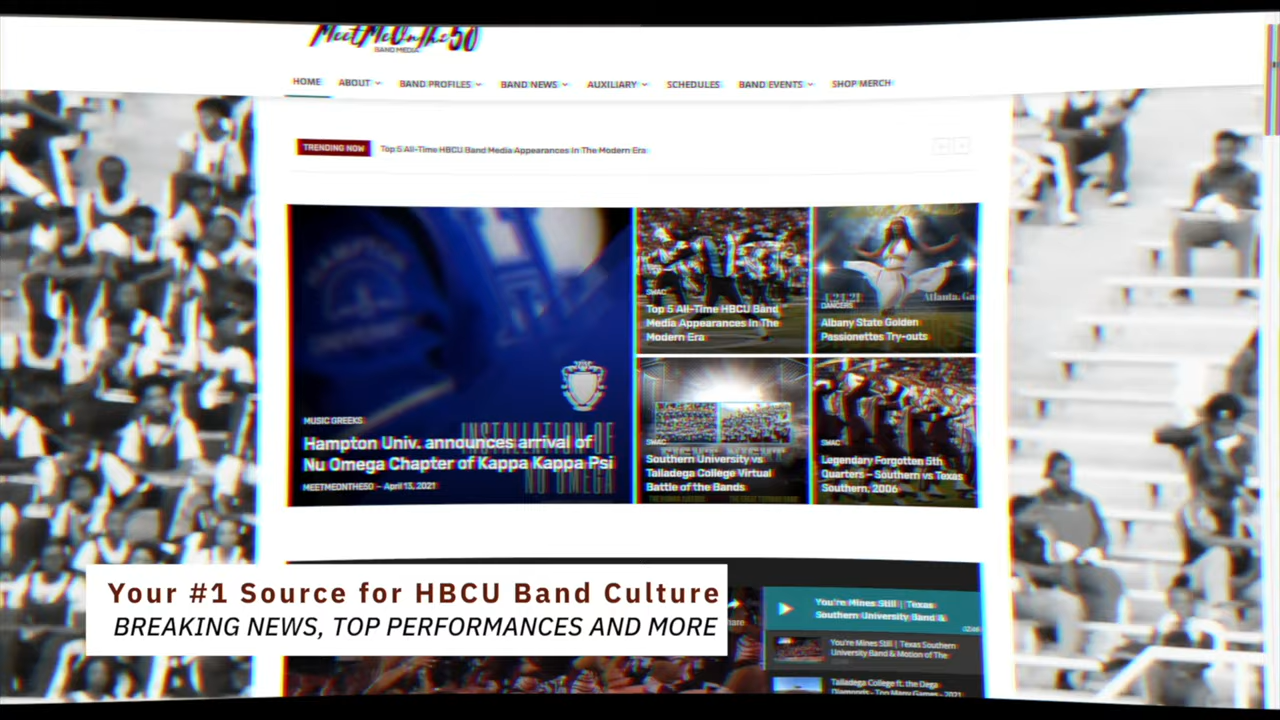 MeetMeOnThe50
BAND MEDIA
HOME ABOUT BAND PROFILES BAND NEWS AUXILIARY SCHEDULES BAND EVENTS SHOP MERCH
TRENDING NOW Top 5 All-Time HBCU Band Media Appearances In The Modern Era
INSTALLATION OF
NU OMEGA
MUSIC GREEKS
Hampton Univ. announces arrival of
Nu Omega Chapter of Kappa Kappa Psi
MEETMEONTHE50 – April 13, 2021
SWAC
Top 5 All-Time HBCU Band
Media Appearances In The
Modern Era
Atlanta, Ga
DANCERS
Albany State Golden
Passionettes Try-outs
SWAC
Southern University vs
Talladega College Virtual
Battle of the Bands
SWAC
Legendary Forgotten 5th
Quarters – Southern vs Texas
Southern, 2006
You're Mines Still | Texas
Southern University Band &
You're Mines Still | Texas Southern
University Band & Motion of The
Talladega College ft. the Dega
Diamonds - Too Many Games - 2021
Your #1 Source for HBCU Band Culture
BREAKING NEWS, TOP PERFORMANCES AND MORE